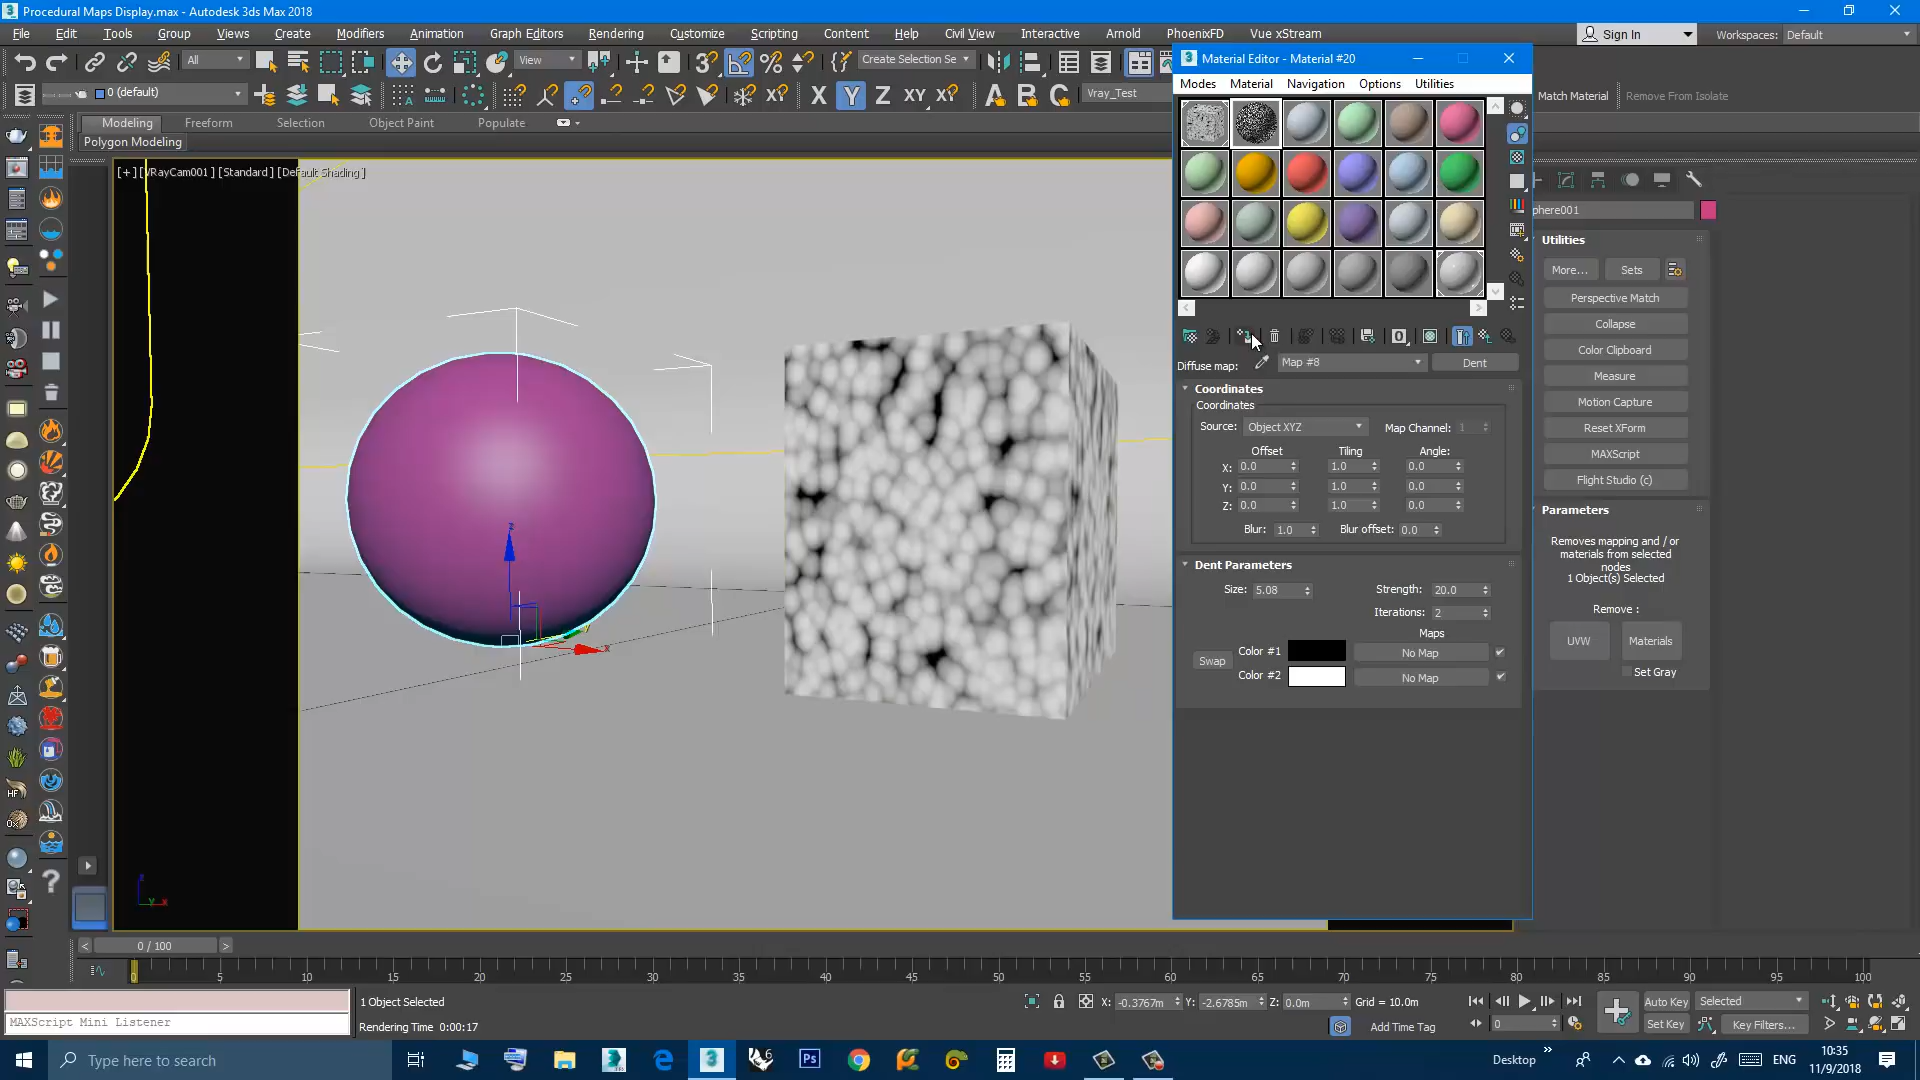 Procedural Maps Display.max - Autodesk 3ds Max 2018
File Edit Tools Group Views Create Modifiers Animation Graph Editors Rendering Customize Scripting Content Help Civil View Interactive Arnold PhoenixFD Vue xStream Sign In Workspaces: Default
All View Create Selection Se
0 (default) X Y Z XY XY A B C Vray_Test Match Material Remove From Isolate
Modeling Freeform Selection Object Paint Populate
Polygon Modeling
[+] [VRayCam001 ] [Standard ] [Default Shading ]
Material Editor - Material #20
Modes Material Navigation Options Utilities
Diffuse map: Map #8 Dent
Coordinates
Coordinates
Source: Object XYZ Map Channel: 1
Offset Tiling Angle:
X: 0.0 1.0 0.0
Y: 0.0 1.0 0.0
Z: 0.0 1.0 0.0
Blur: 1.0 Blur offset: 0.0
Dent Parameters
Size: 5.08 Strength: 20.0
Iterations: 2
Maps
Color #1 No Map
Swap
Color #2 No Map
phere001
Utilities
More... Sets
Perspective Match
Collapse
Color Clipboard
Measure
Motion Capture
Reset XForm
MAXScript
Flight Studio (c)
Parameters
Removes mapping and / or
materials from selected
nodes
1 Object(s) Selected
Remove :
UVW Materials
Set Gray
0 / 100
0 5 10 15 20 25 30 35 40 45 50 55 60 65 70 75 80 85 90 95 100
1 Object Selected X: -0.3767m Y: -2.6785m Z: 0.0m Grid = 10.0m Auto Key Selected
MAXScript Mini Listener Rendering Time 0:00:17 Add Time Tag 0 Set Key Key Filters...
Type here to search Desktop ENG 10:35
11/9/2018